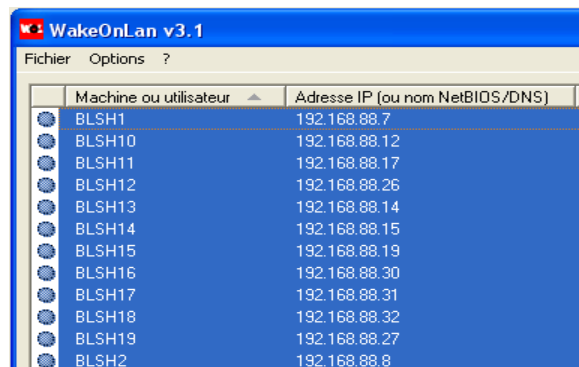 WakeOnLan v3.1
Fichier Options ?
Machine ou utilisateur Adresse IP (ou nom NetBIOS/DNS)
BLSH1 192.168.88.7
BLSH10 192.168.88.12
BLSH11 192.168.88.17
BLSH12 192.168.88.26
BLSH13 192.168.88.14
BLSH14 192.168.88.15
BLSH15 192.168.88.19
BLSH16 192.168.88.30
BLSH17 192.168.88.31
BLSH18 192.168.88.32
BLSH19 192.168.88.27
BLSH2 192.168.88.8